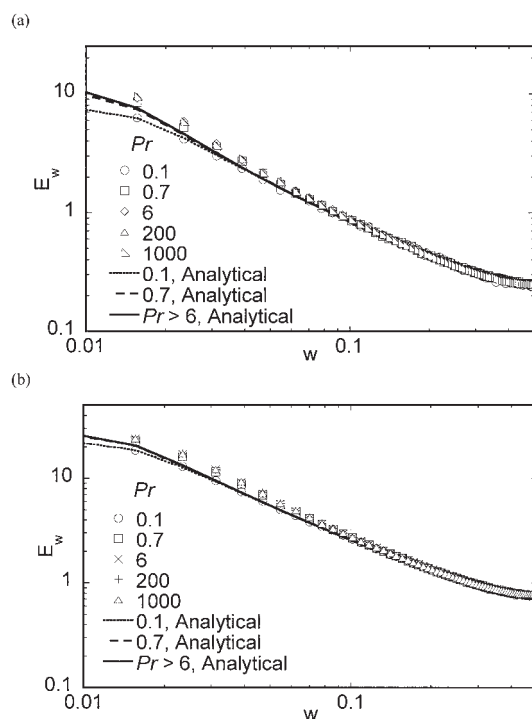 (a)
10
1
0.1
E_w
Pr
0.1
0.7
6
200
1000
0.1, Analytical
0.7, Analytical
Pr > 6, Analytical
0.01
0.1
w
(b)
10
1
0.1
E_w
Pr
0.1
0.7
6
200
1000
0.1, Analytical
0.7, Analytical
Pr > 6, Analytical
0.01
0.1
w